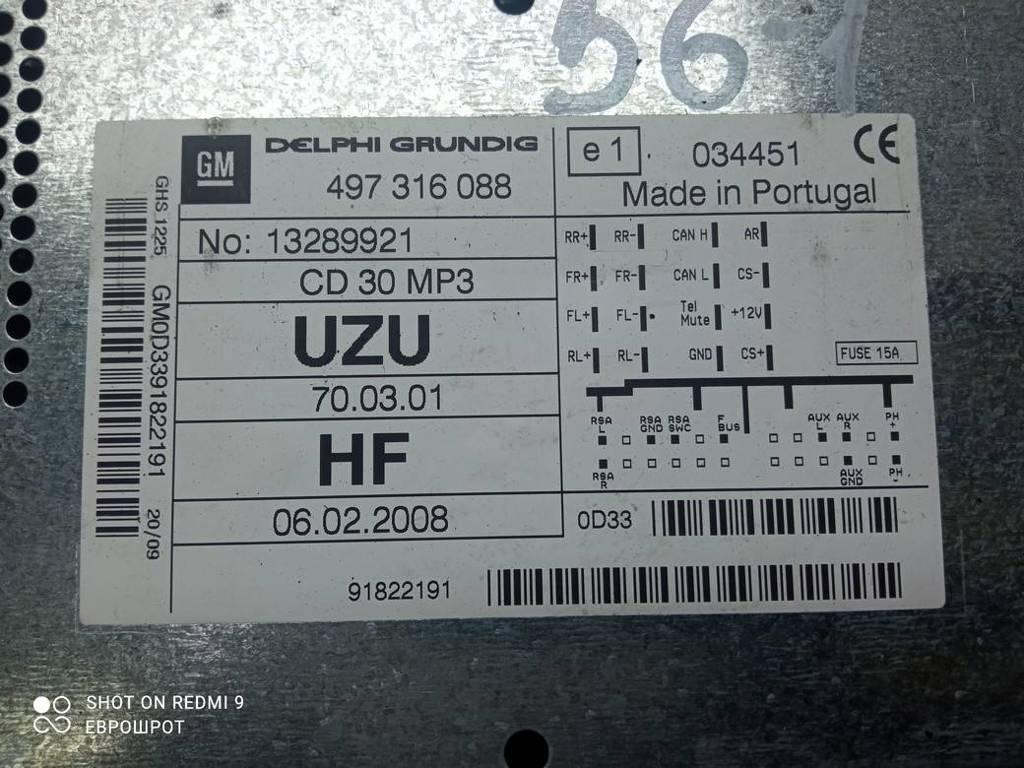 56-1
GM
DELPHI GRUNDIG
497 316 088
e 1
034451
CE
Made in Portugal
GHS 1225
GM0D3391822191
20/09
No: 13289921
CD 30 MP3
UZU
70.03.01
HF
06.02.2008
RR+ RR- CAN H AR
FR+ FR- CAN L CS-
FL+ FL- Tel Mute +12V
RL+ RL- GND CS+
FUSE 15A
RSA L
RSA GND
RSA SWC
F BUS
AUX L
AUX R
PH +
RSA R
AUX GND
PH -
0D33
91822191
SHOT ON REDMI 9
ЕВРОШРОТ